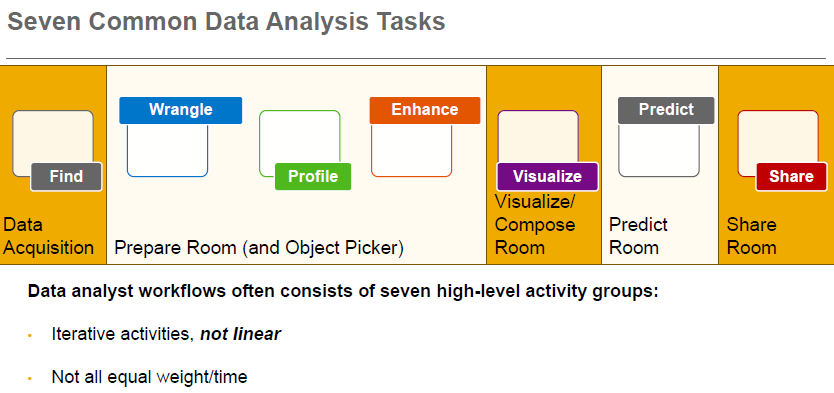 Seven Common Data Analysis Tasks
Wrangle
Enhance
Predict
Find
Profile
Visualize
Share
Data
Acquisition
Prepare Room (and Object Picker)
Visualize/
Compose
Room
Predict
Room
Share
Room
Data analyst workflows often consists of seven high-level activity groups:
Iterative activities, not linear
Not all equal weight/time